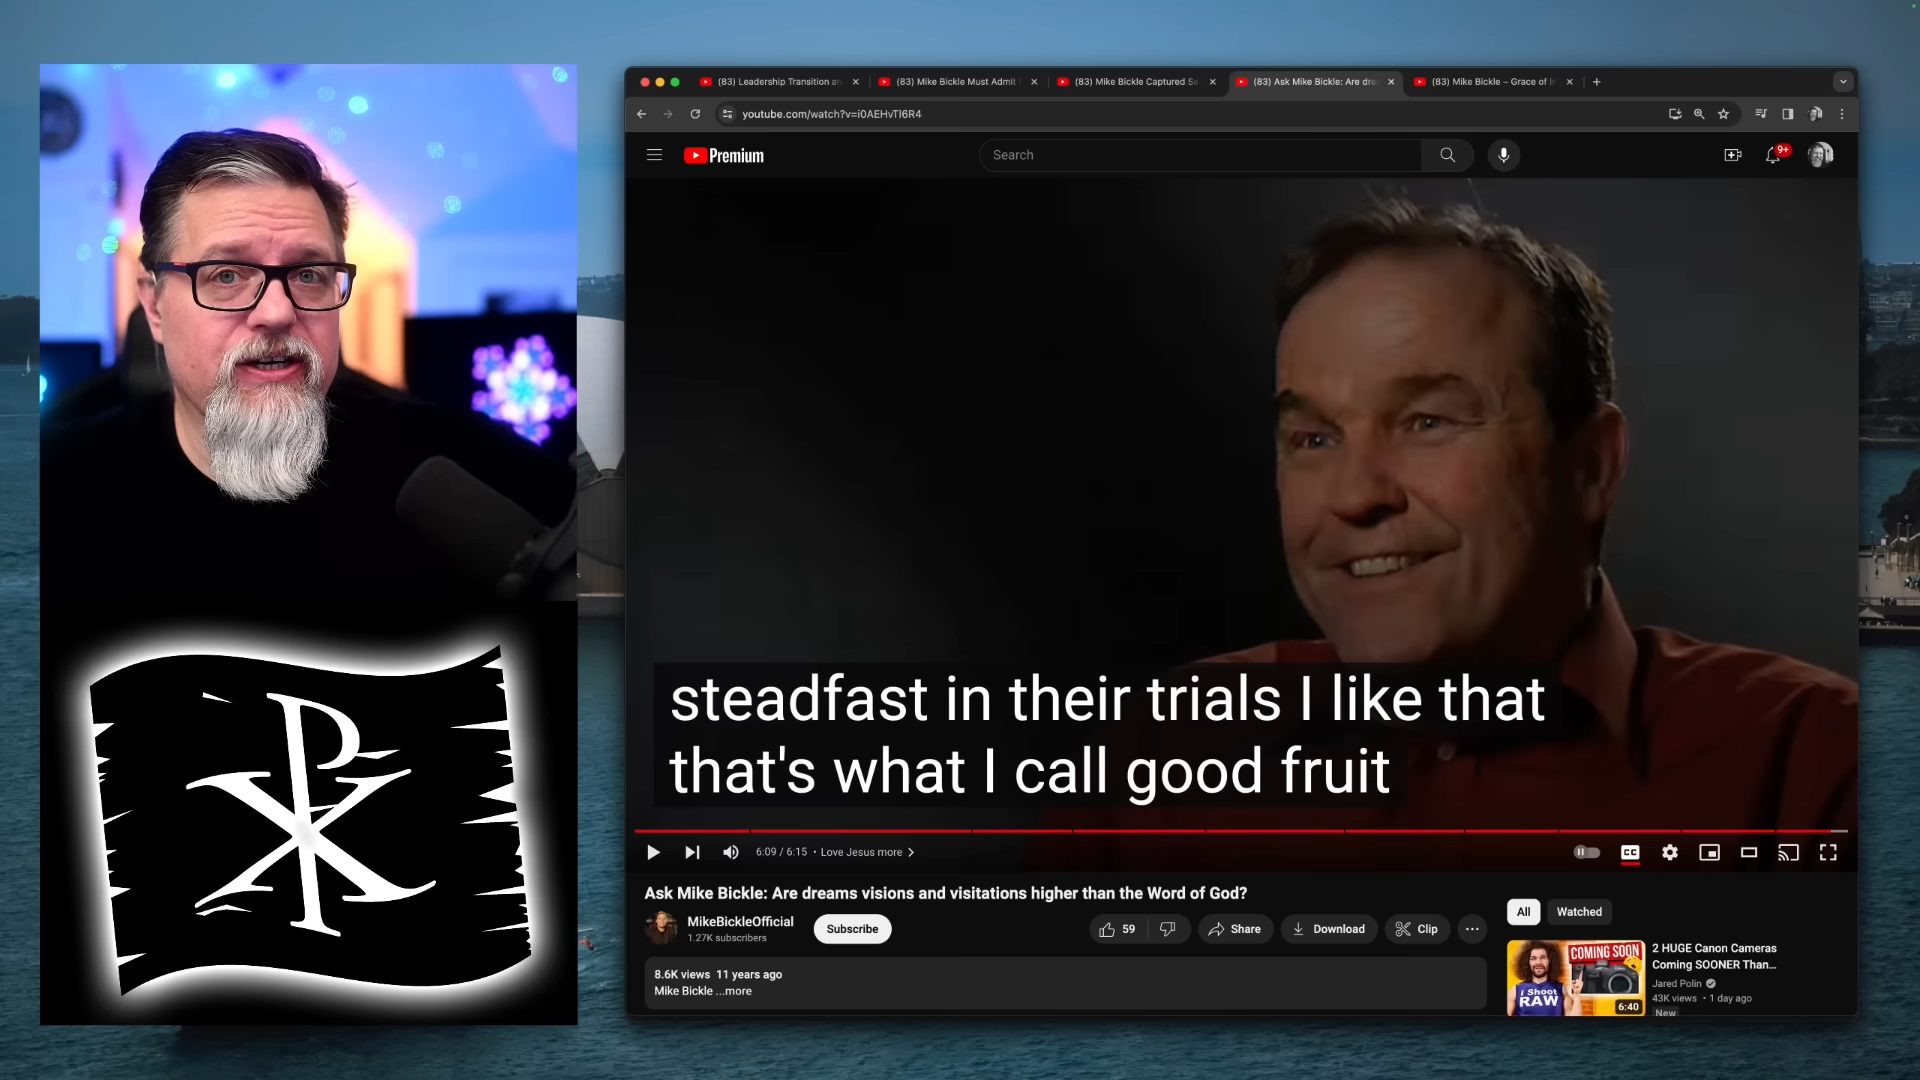 (83) Leadership Transition a
(83) Mike Bickle Must Admit
(83) Mike Bickle Captured Sa
(83) Ask Mike Bickle: Are dre
(83) Mike Bickle – Grace of
youtube.com/watch?v=i0AEHvTI6R4
Premium
Search
9+
steadfast in their trials I like that
that's what I call good fruit
6:09 / 6:15 • Love Jesus more
CC
Ask Mike Bickle: Are dreams visions and visitations higher than the Word of God?
MikeBickleOfficial
1.27K subscribers
Subscribe
59
Share
Download
Clip
8.6K views 11 years ago
Mike Bickle ...more
All
Watched
COMING SOON
I Shoot
RAW
6:40
2 HUGE Canon Cameras
Coming SOONER Than...
Jared Polin
43K views • 1 day ago
New